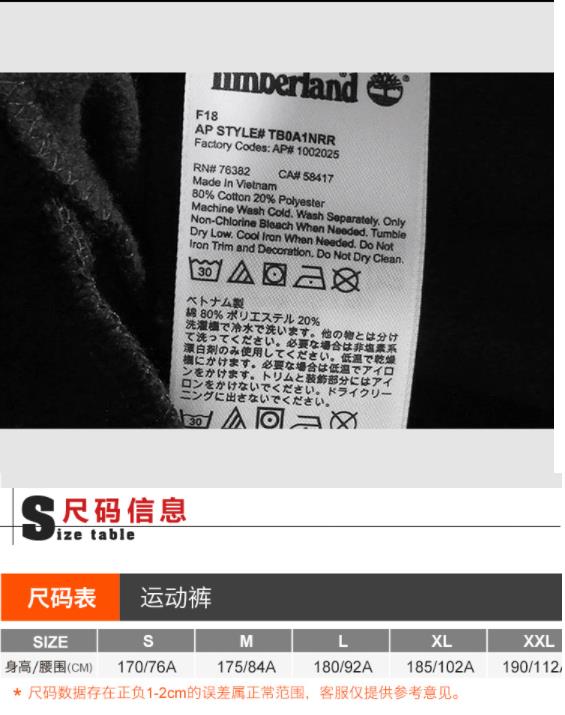 Timberland
F18
AP STYLE# TB0A1NRR
Factory Codes: AP# 1002025
RN# 76382 CA# 58417
Made in Vietnam
80% Cotton 20% Polyester
Machine Wash Cold. Wash Separately. Only
Non-Chlorine Bleach When Needed. Tumble
Dry Low. Cool Iron When Needed. Do Not
Iron Trim and Decoration. Do Not Dry Clean.
30
ベトナム製
綿 80% ポリエステル 20%
洗濯機で冷水で洗います。他の物とは分け
て洗ってください。必要な場合は非塩素系
漂白剤のみ使用してください。低温で乾燥
機にかけます。必要な場合は低温でアイロ
ンをかけます。トリムと装飾部分にはアイ
ロンをかけないでください。ドライクリー
ニングに出さないでください。
30
尺码信息
Size table
尺码表 运动裤
SIZE S M L XL XXL
身高/腰围(CM) 170/76A 175/84A 180/92A 185/102A 190/112
* 尺码数据存在正负1-2cm的误差属正常范围，客服仅提供参考意见。